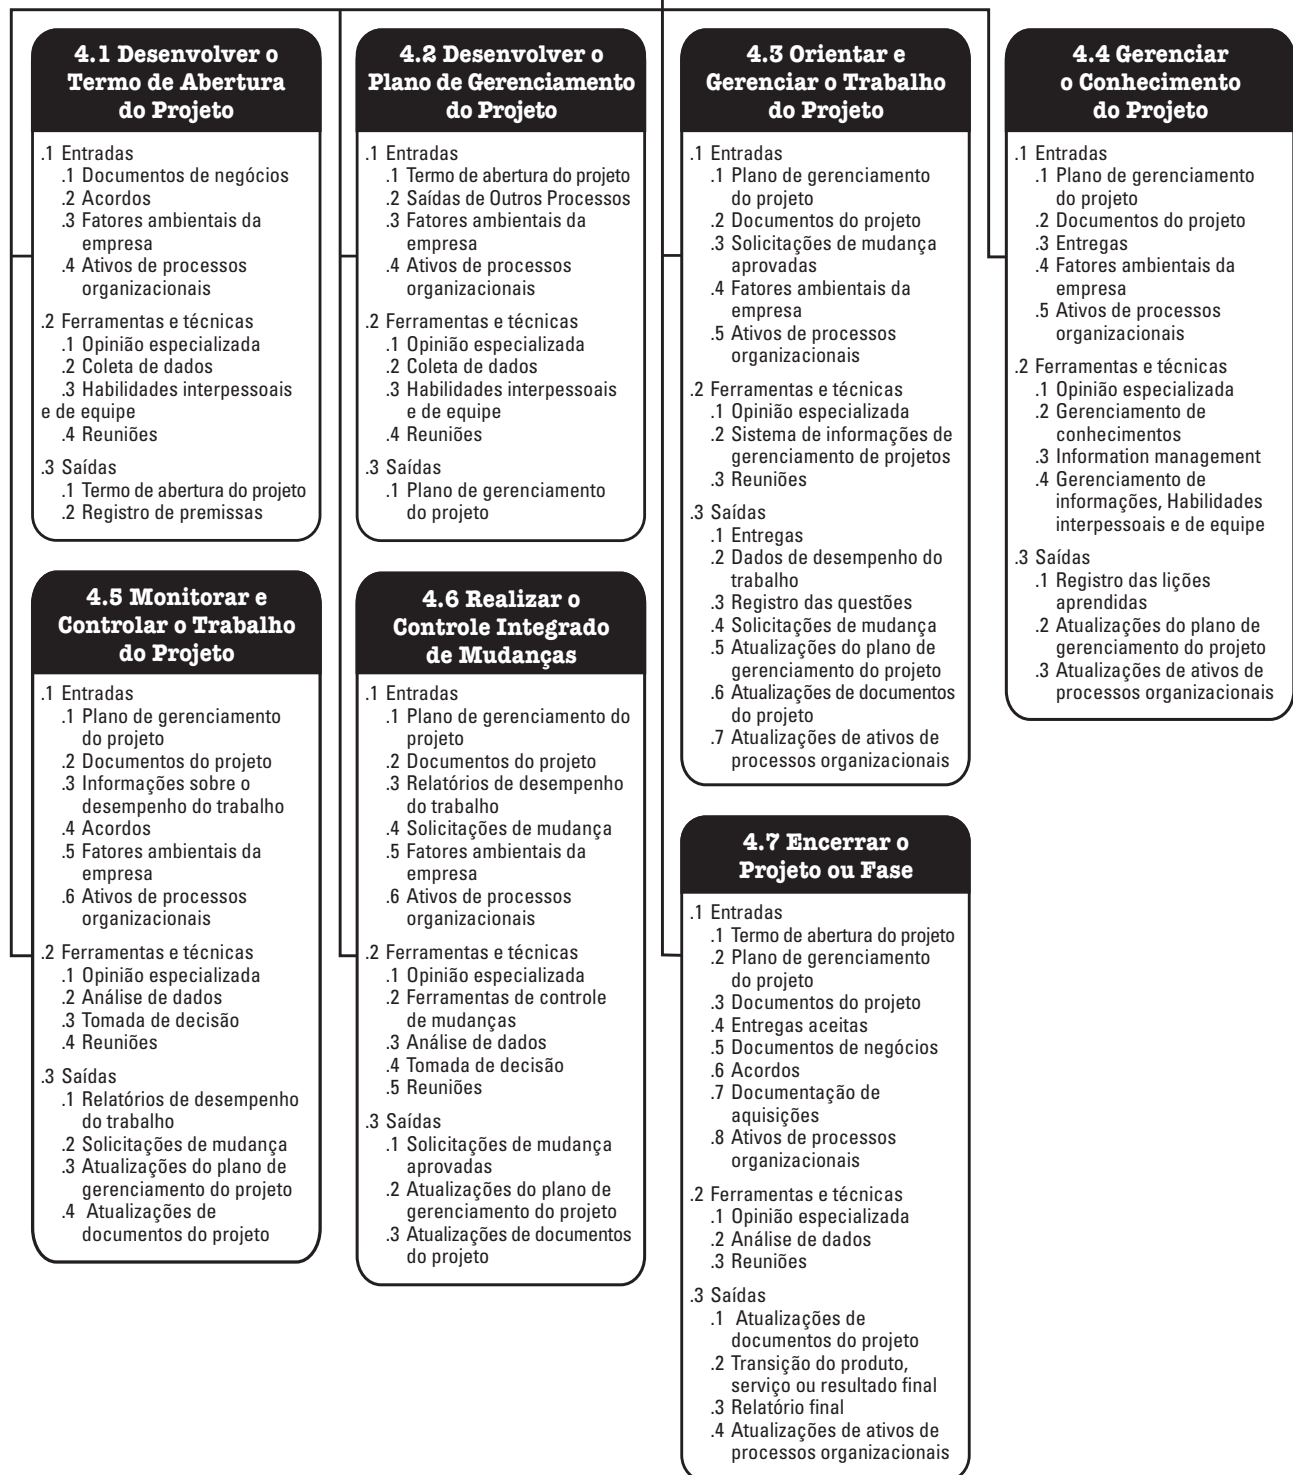 4.1 Desenvolver o
Termo de Abertura
do Projeto
.1 Entradas
.1 Documentos de negócios
.2 Acordos
.3 Fatores ambientais da
empresa
.4 Ativos de processos
organizacionais
.2 Ferramentas e técnicas
.1 Opinião especializada
.2 Coleta de dados
.3 Habilidades interpessoais
e de equipe
.4 Reuniões
.3 Saídas
.1 Termo de abertura do projeto
.2 Registro de premissas
4.2 Desenvolver o
Plano de Gerenciamento
do Projeto
.1 Entradas
.1 Termo de abertura do projeto
.2 Saídas de Outros Processos
.3 Fatores ambientais da
empresa
.4 Ativos de processos
organizacionais
.2 Ferramentas e técnicas
.1 Opinião especializada
.2 Coleta de dados
.3 Habilidades interpessoais
e de equipe
.4 Reuniões
.3 Saídas
.1 Plano de gerenciamento
do projeto
4.3 Orientar e
Gerenciar o Trabalho
do Projeto
.1 Entradas
.1 Plano de gerenciamento
do projeto
.2 Documentos do projeto
.3 Solicitações de mudança
aprovadas
.4 Fatores ambientais da
empresa
.5 Ativos de processos
organizacionais
.2 Ferramentas e técnicas
.1 Opinião especializada
.2 Sistema de informações de
gerenciamento de projetos
.3 Reuniões
.3 Saídas
.1 Entregas
.2 Dados de desempenho do
trabalho
.3 Registro das questões
.4 Solicitações de mudança
.5 Atualizações do plano de
gerenciamento do projeto
.6 Atualizações de documentos
do projeto
.7 Atualizações de ativos de
processos organizacionais
4.4 Gerenciar
o Conhecimento
do Projeto
.1 Entradas
.1 Plano de gerenciamento
do projeto
.2 Documentos do projeto
.3 Entregas
.4 Fatores ambientais da
empresa
.5 Ativos de processos
organizacionais
.2 Ferramentas e técnicas
.1 Opinião especializada
.2 Gerenciamento de
conhecimentos
.3 Information management
.4 Gerenciamento de
informações, Habilidades
interpessoais e de equipe
.3 Saídas
.1 Registro das lições
aprendidas
.2 Atualizações do plano de
gerenciamento do projeto
.3 Atualizações de ativos de
processos organizacionais
4.5 Monitorar e
Controlar o Trabalho
do Projeto
.1 Entradas
.1 Plano de gerenciamento
do projeto
.2 Documentos do projeto
.3 Informações sobre o
desempenho do trabalho
.4 Acordos
.5 Fatores ambientais da
empresa
.6 Ativos de processos
organizacionais
.2 Ferramentas e técnicas
.1 Opinião especializada
.2 Análise de dados
.3 Tomada de decisão
.4 Reuniões
.3 Saídas
.1 Relatórios de desempenho
do trabalho
.2 Solicitações de mudança
.3 Atualizações do plano de
gerenciamento do projeto
.4 Atualizações de
documentos do projeto
4.6 Realizar o
Controle Integrado
de Mudanças
.1 Entradas
.1 Plano de gerenciamento do
projeto
.2 Documentos do projeto
.3 Relatórios de desempenho
do trabalho
.4 Solicitações de mudança
.5 Fatores ambientais da
empresa
.6 Ativos de processos
organizacionais
.2 Ferramentas e técnicas
.1 Opinião especializada
.2 Ferramentas de controle
de mudanças
.3 Análise de dados
.4 Tomada de decisão
.5 Reuniões
.3 Saídas
.1 Solicitações de mudança
aprovadas
.2 Atualizações do plano de
gerenciamento do projeto
.3 Atualizações de documentos
do projeto
4.7 Encerrar o
Projeto ou Fase
.1 Entradas
.1 Termo de abertura do projeto
.2 Plano de gerenciamento
do projeto
.3 Documentos do projeto
.4 Entregas aceitas
.5 Documentos de negócios
.6 Acordos
.7 Documentação de
aquisições
.8 Ativos de processos
organizacionais
.2 Ferramentas e técnicas
.1 Opinião especializada
.2 Análise de dados
.3 Reuniões
.3 Saídas
.1 Atualizações de
documentos do projeto
.2 Transição do produto,
serviço ou resultado final
.3 Relatório final
.4 Atualizações de ativos de
processos organizacionais